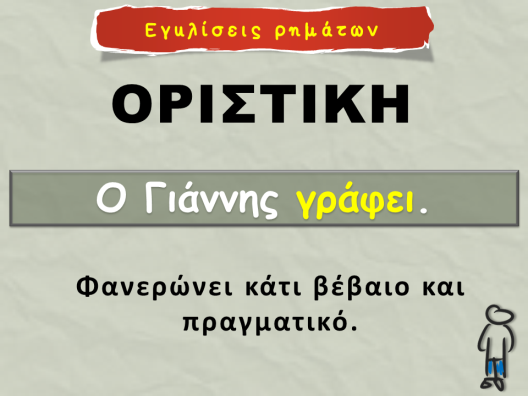 Εγκλίσεις ρημάτων
ΟΡΙΣΤΙΚΗ
Ο Γιάννης γράφει.
Φανερώνει κάτι βέβαιο και
πραγματικό.